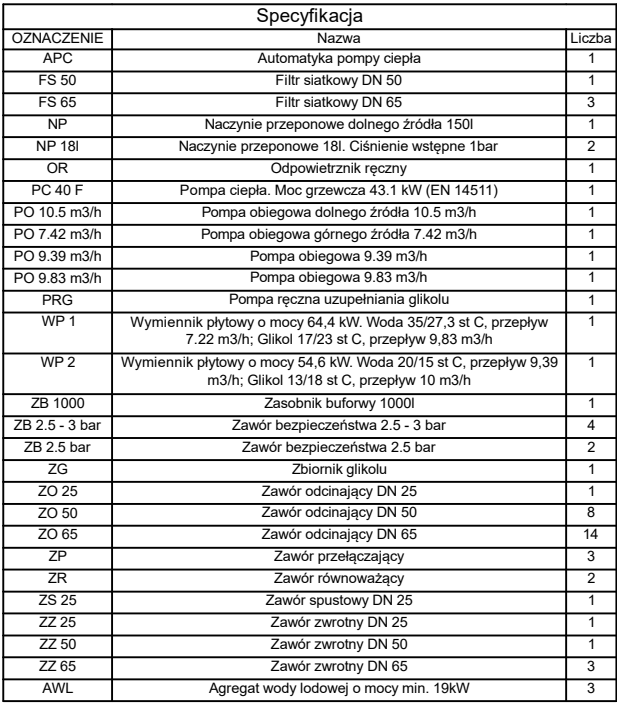 Specyfikacja
OZNACZENIE Nazwa Liczba
APC Automatyka pompy ciepła 1
FS 50 Filtr siatkowy DN 50 1
FS 65 Filtr siatkowy DN 65 3
NP Naczynie przeponowe dolnego źródła 150l 1
NP 18l Naczynie przeponowe 18l. Ciśnienie wstępne 1bar 2
OR Odpowietrznik ręczny 1
PC 40 F Pompa ciepła. Moc grzewcza 43.1 kW (EN 14511) 1
PO 10.5 m3/h Pompa obiegowa dolnego źródła 10.5 m3/h 1
PO 7.42 m3/h Pompa obiegowa górnego źródła 7.42 m3/h 1
PO 9.39 m3/h Pompa obiegowa 9.39 m3/h 1
PO 9.83 m3/h Pompa obiegowa 9.83 m3/h 1
PRG Pompa ręczna uzupełniania glikolu 1
WP 1 Wymiennik płytowy o mocy 64,4 kW. Woda 35/27,3 st C, przepływ 1
7.22 m3/h; Glikol 17/23 st C, przepływ 9,83 m3/h
WP 2 Wymiennik płytowy o mocy 54,6 kW. Woda 20/15 st C, przepływ 9,39 1
m3/h; Glikol 13/18 st C, przepływ 10 m3/h
ZB 1000 Zasobnik buforowy 1000l 1
ZB 2.5 - 3 bar Zawór bezpieczeństwa 2.5 - 3 bar 4
ZB 2.5 bar Zawór bezpieczeństwa 2.5 bar 2
ZG Zbiornik glikolu 1
ZO 25 Zawór odcinający DN 25 1
ZO 50 Zawór odcinający DN 50 8
ZO 65 Zawór odcinający DN 65 14
ZP Zawór przełączający 3
ZR Zawór równoważący 2
ZS 25 Zawór spustowy DN 25 1
ZZ 25 Zawór zwrotny DN 25 1
ZZ 50 Zawór zwrotny DN 50 1
ZZ 65 Zawór zwrotny DN 65 3
AWL Agregat wody lodowej o mocy min. 19kW 3